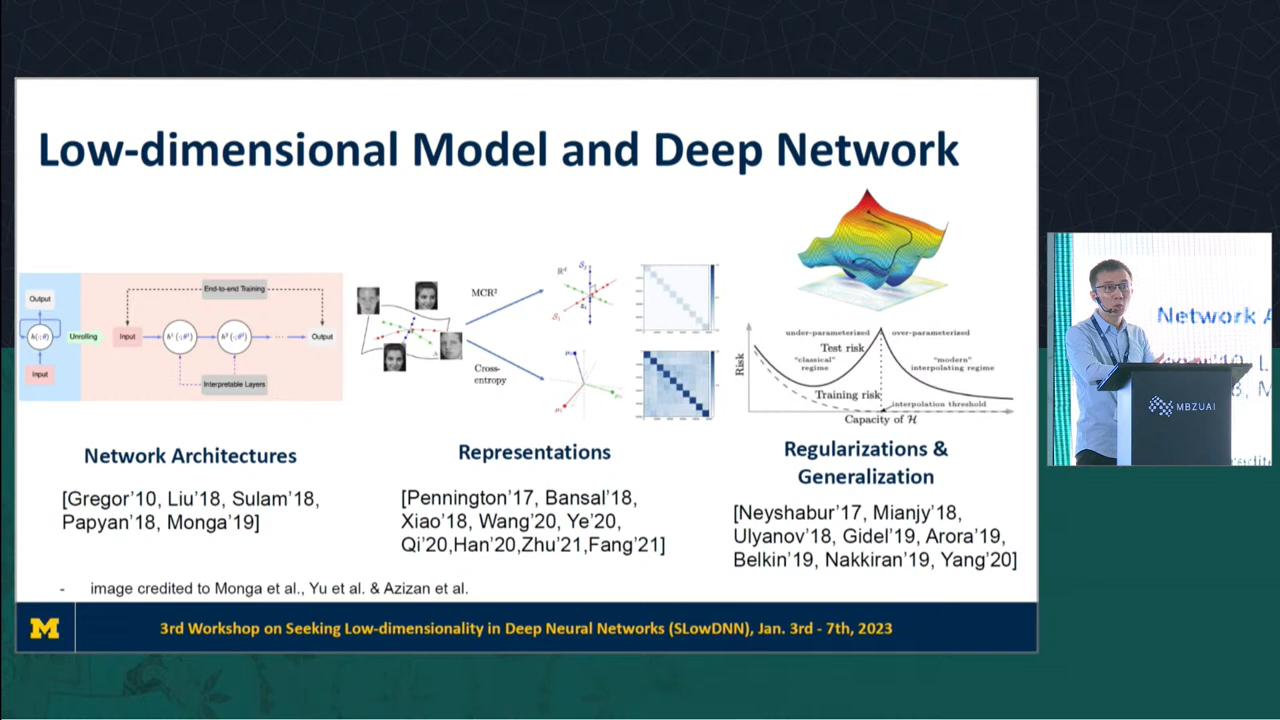 Low-dimensional Model and Deep Network
Output
h(·;θ)
Input
Unrolling
End-to-end Training
Input
h¹(·;θ¹)
h²(·;θ²)
...
Output
Interpretable Layers
Network Architectures
[Gregor'10, Liu'18, Sulam'18,
Papyan'18, Monga'19]
MCR²
Cross-
entropy
Representations
[Pennington'17, Bansal'18,
Xiao'18, Wang'20, Ye'20,
Qi'20,Han'20,Zhu'21,Fang'21]
under-parameterized
over-parameterized
Test risk
"classical"
regime
"modern"
interpolating regime
Risk
Training risk
interpolation threshold
Capacity of H
Regularizations &
Generalization
[Neyshabur'17, Mianjy'18,
Ulyanov'18, Gidel'19, Arora'19,
Belkin'19, Nakkiran'19, Yang'20]
- image credited to Monga et al., Yu et al. & Azizan et al.
M
3rd Workshop on Seeking Low-dimensionality in Deep Neural Networks (SLowDNN), Jan. 3rd - 7th, 2023
Network A
MBZUAI